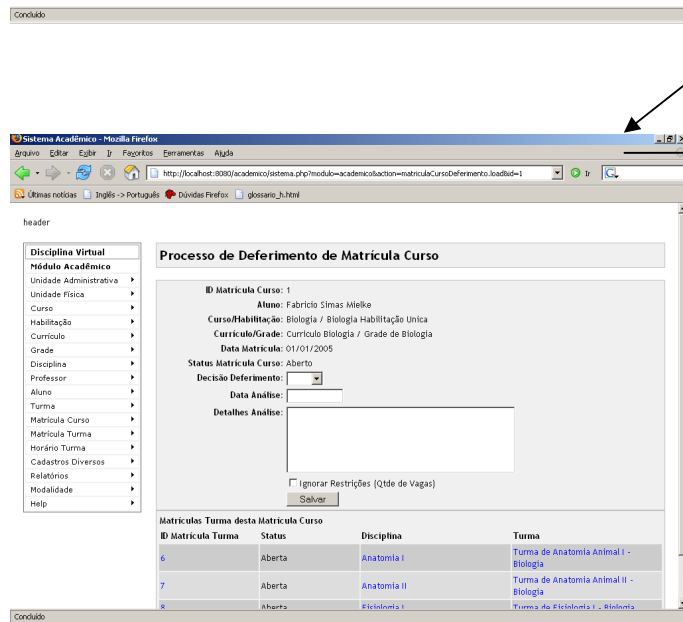 Concluído
Sistema Acadêmico - Mozilla Firefox
Arquivo Editar Exibir Ir Favoritos Ferramentas Ajuda
http://localhost:8080/academico/sistema.php?modulo=academico&action=matriculaCursoDeferimento.load&id=1
Ir
Últimas notícias Inglês -> Português Dúvidas Firefox glossario_h.html
header
Disciplina Virtual
Módulo Acadêmico
Unidade Administrativa
Unidade Física
Curso
Habilitação
Currículo
Grade
Disciplina
Professor
Aluno
Turma
Matrícula Curso
Matrícula Turma
Horário Turma
Cadastros Diversos
Relatórios
Modalidade
Help
Processo de Deferimento de Matrícula Curso
ID Matrícula Curso: 1
Aluno: Fabricio Simas Mielke
Curso/Habilitação: Biologia / Biologia Habilitação Unica
Currículo/Grade: Curriculo Biologia / Grade de Biologia
Data Matrícula: 01/01/2005
Status Matrícula Curso: Aberto
Decisão Deferimento:
Data Análise:
Detalhes Análise:
Ignorar Restrições (Qtde de Vagas)
Salvar
Matrículas Turma desta Matrícula Curso
ID Matrícula Turma Status Disciplina Turma
6 Aberta Anatomia I Turma de Anatomia Animal I -
Biologia
7 Aberta Anatomia II Turma de Anatomia Animal II -
Biologia
8 Aberta Fisiologia I Turma de Fisiologia I - Biologia
Concluído